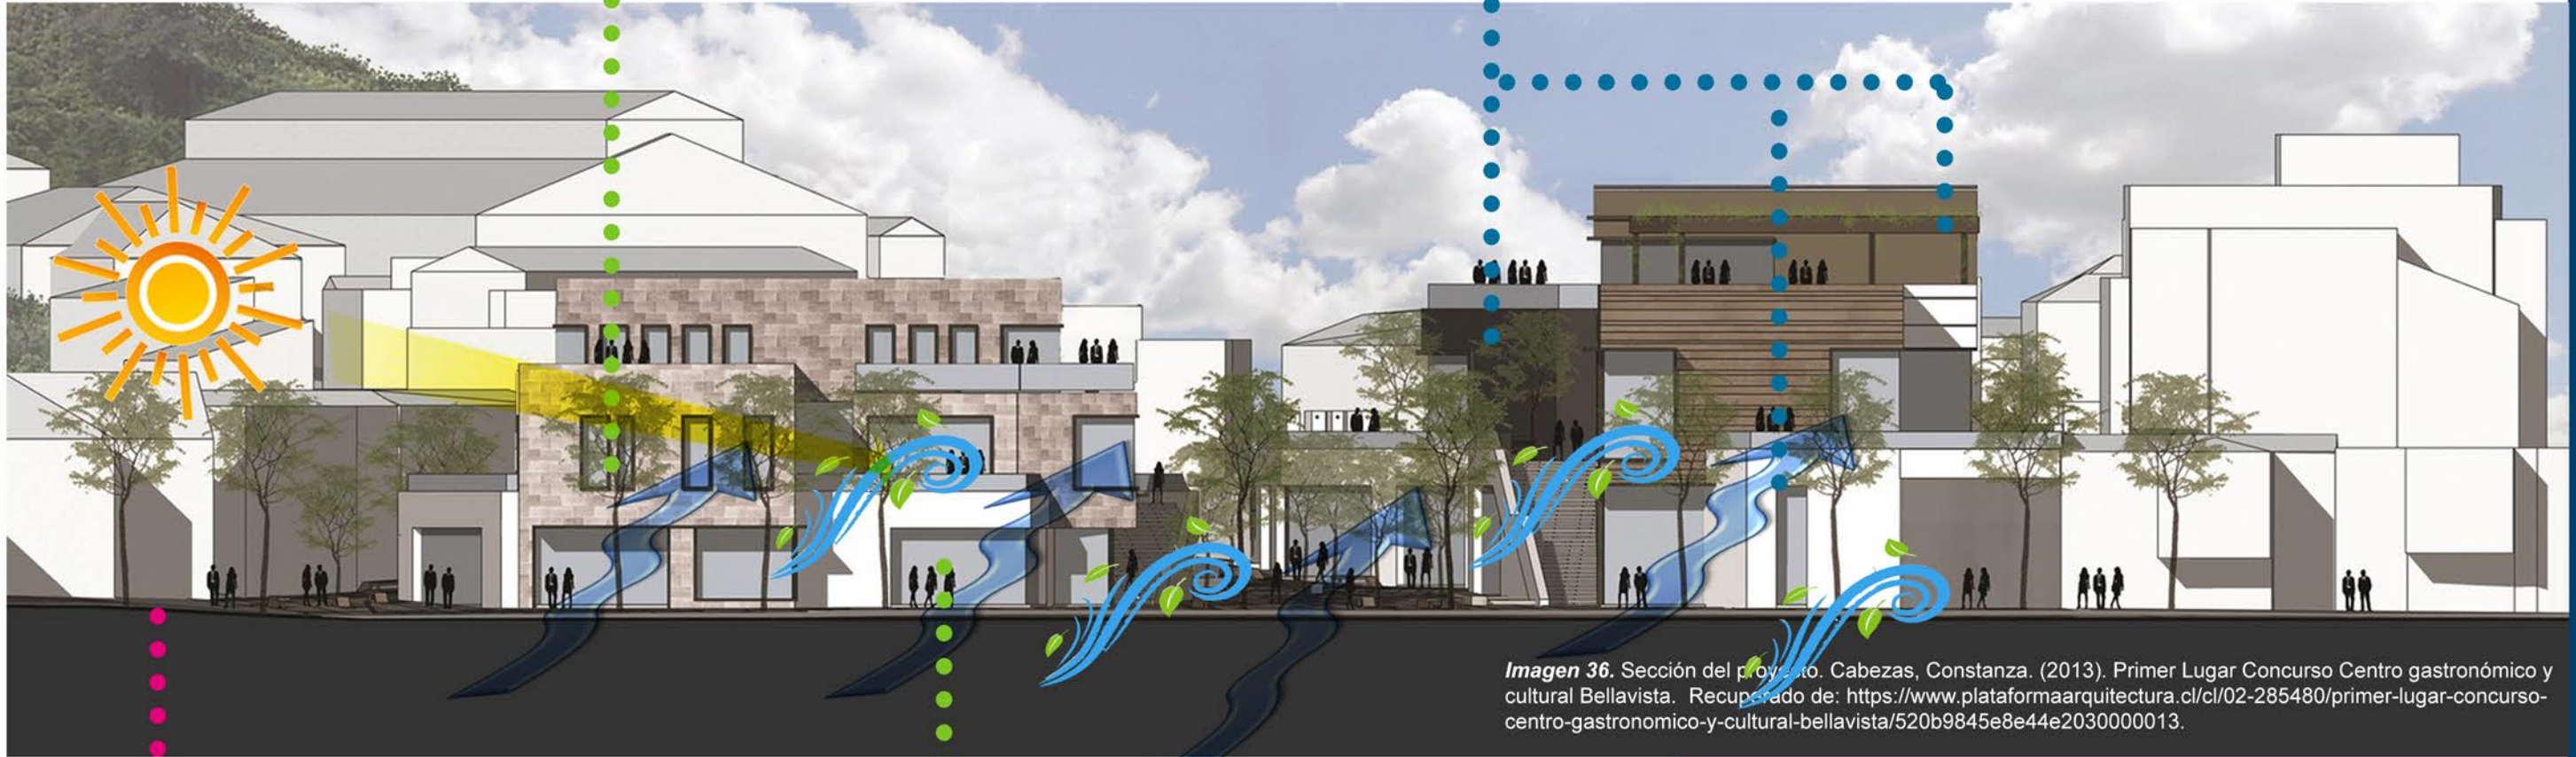 Imagen 36. Sección del proyecto. Cabezas, Constanza. (2013). Primer Lugar Concurso Centro gastronómico y
cultural Bellavista. Recuperado de: https://www.plataformaarquitectura.cl/cl/02-285480/primer-lugar-concurso-
centro-gastronomico-y-cultural-bellavista/520b9845e8e44e2030000013.